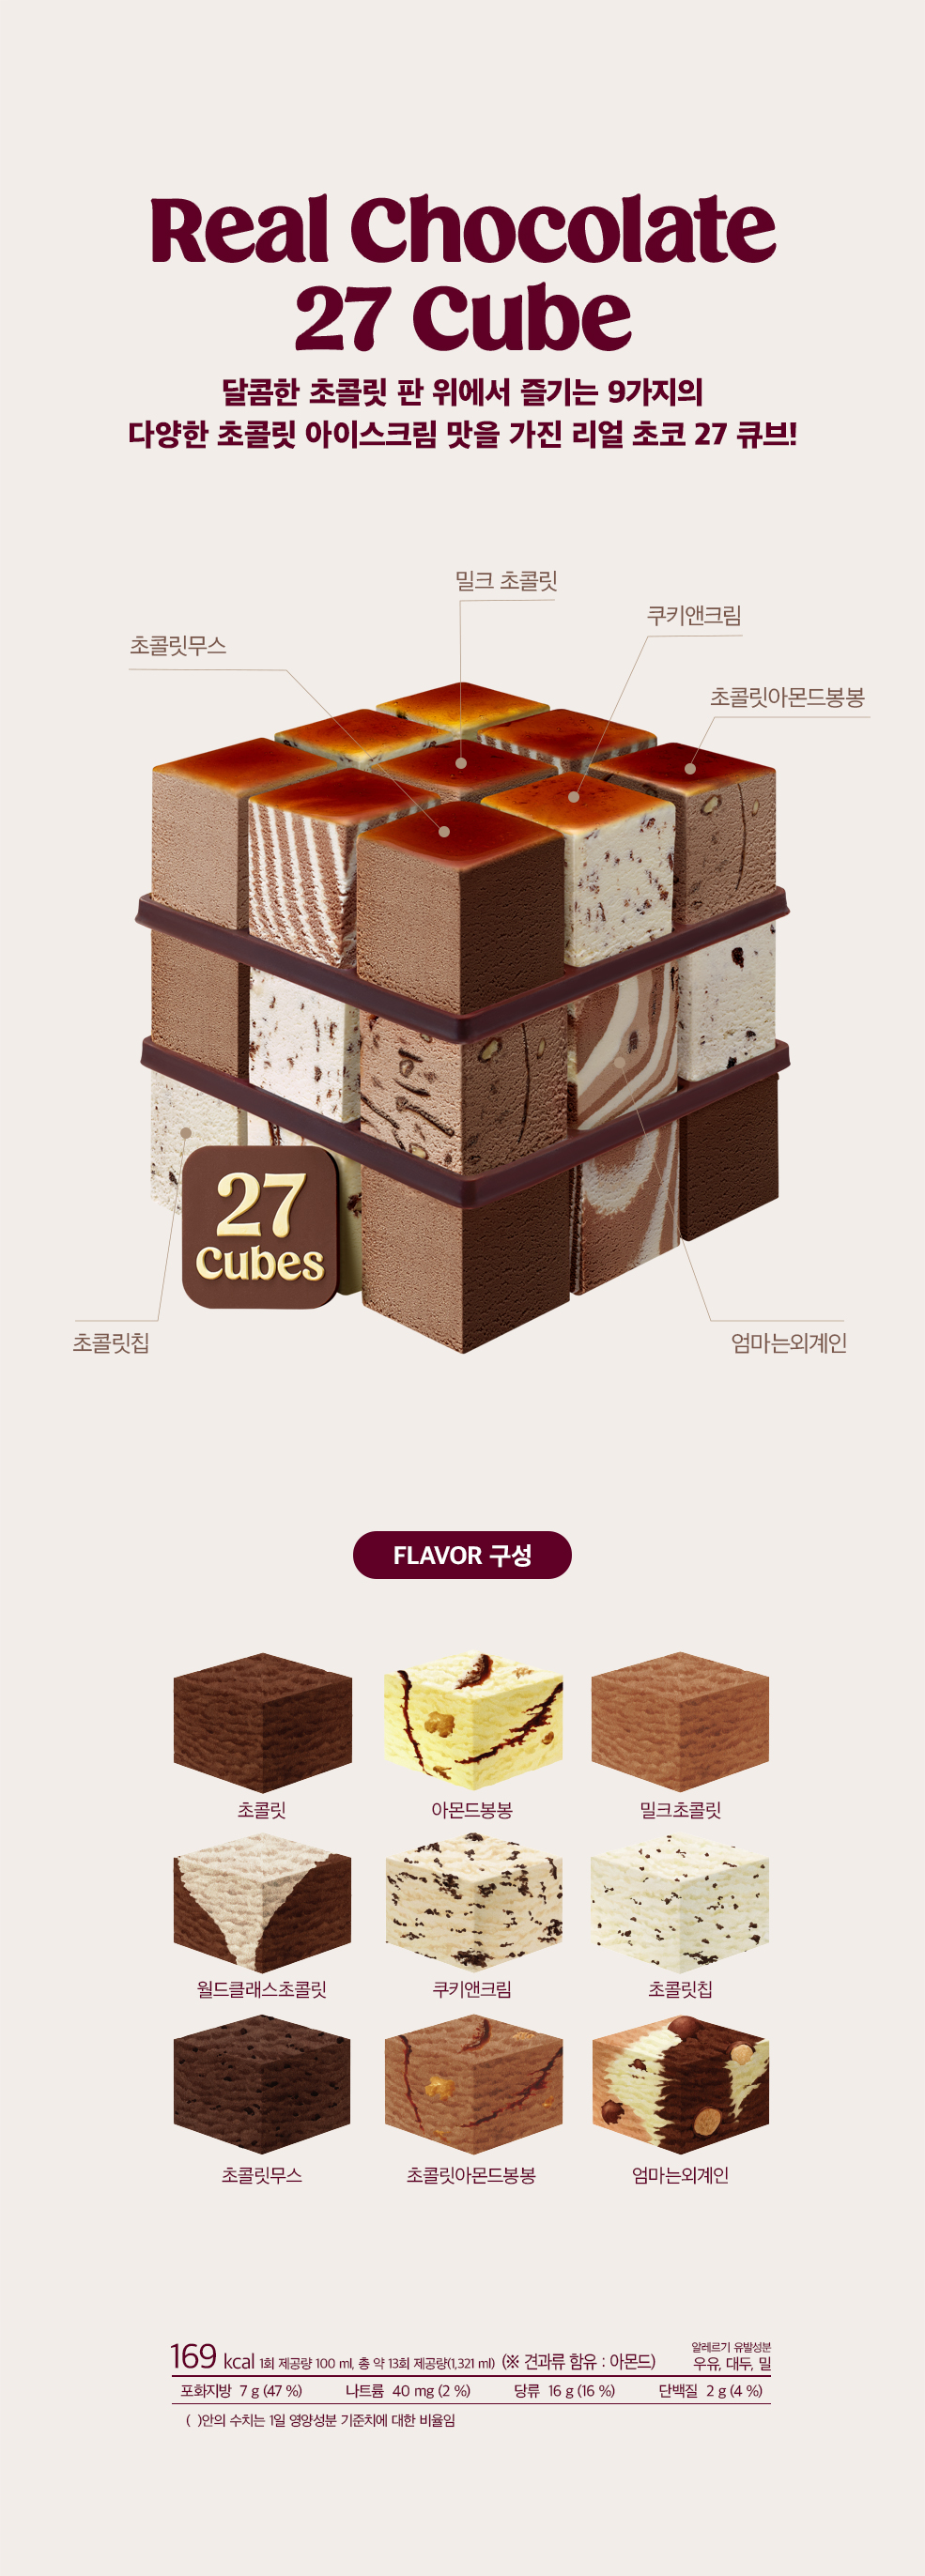 Real Chocolate
27 Cube
달콤한 초콜릿 판 위에서 즐기는 9가지의
다양한 초콜릿 아이스크림 맛을 가진 리얼 초코 27 큐브!
밀크 초콜릿
쿠키앤크림
초콜릿무스
초콜릿아몬드봉봉
27
Cubes
초콜릿칩
엄마는외계인
FLAVOR 구성
초콜릿
아몬드봉봉
밀크초콜릿
월드클래스초콜릿
쿠키앤크림
초콜릿칩
초콜릿무스
초콜릿아몬드봉봉
엄마는외계인
169 kcal 1회 제공량 100 ml, 총 약 13회 제공량(1,321 ml) (※ 견과류 함유 : 아몬드)
알레르기 유발성분
우유, 대두, 밀
포화지방 7 g (47 %) 나트륨 40 mg (2 %) 당류 16 g (16 %) 단백질 2 g (4 %)
( )안의 수치는 1일 영양성분 기준치에 대한 비율임